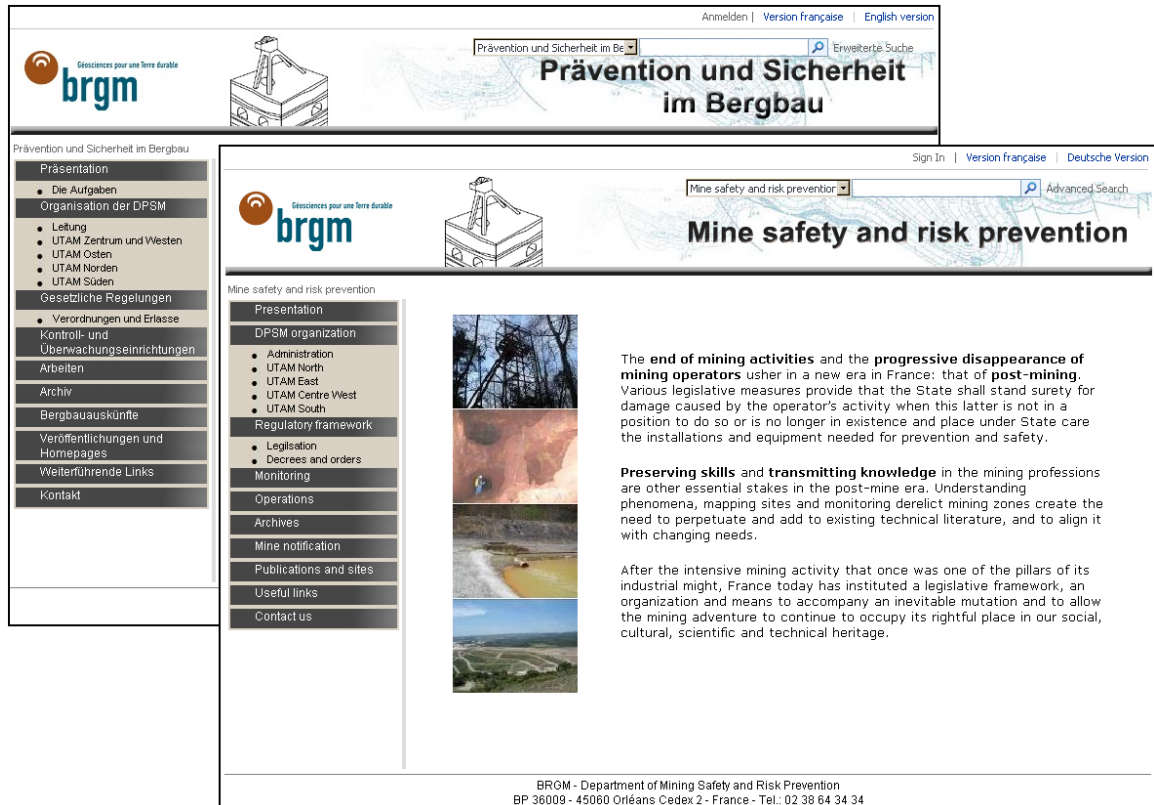 Anmelden | Version française | English version
Géosciences pour une Terre durable
brgm
Prävention und Sicherheit im Be
Erweiterte Suche
Prävention und Sicherheit
im Bergbau
Prävention und Sicherheit im Bergbau
Präsentation
Die Aufgaben
Organisation der DPSM
Leitung
UTAM Zentrum und Westen
UTAM Osten
UTAM Norden
UTAM Süden
Gesetzliche Regelungen
Verordnungen und Erlasse
Kontroll- und
Überwachungseinrichtungen
Arbeiten
Archiv
Bergbauauskünfte
Veröffentlichungen und
Homepages
Weiterführende Links
Kontakt
Sign In | Version française | Deutsche Version
Géosciences pour une Terre durable
brgm
Mine safety and risk prevention
Advanced Search
Mine safety and risk prevention
Mine safety and risk prevention
Presentation
DPSM organization
Administration
UTAM North
UTAM East
UTAM Centre West
UTAM South
Regulatory framework
Legilsation
Decrees and orders
Monitoring
Operations
Archives
Mine notification
Publications and sites
Useful links
Contact us
The end of mining activities and the progressive disappearance of
mining operators usher in a new era in France: that of post-mining.
Various legislative measures provide that the State shall stand surety for
damage caused by the operator's activity when this latter is not in a
position to do so or is no longer in existence and place under State care
the installations and equipment needed for prevention and safety.
Preserving skills and transmitting knowledge in the mining professions
are other essential stakes in the post-mine era. Understanding
phenomena, mapping sites and monitoring derelict mining zones create the
need to perpetuate and add to existing technical literature, and to align it
with changing needs.
After the intensive mining activity that once was one of the pillars of its
industrial might, France today has instituted a legislative framework, an
organization and means to accompany an inevitable mutation and to allow
the mining adventure to continue to occupy its rightful place in our social,
cultural, scientific and technical heritage.
BRGM - Department of Mining Safety and Risk Prevention
BP 36009 - 45060 Orléans Cedex 2 - France - Tel.: 02 38 64 34 34